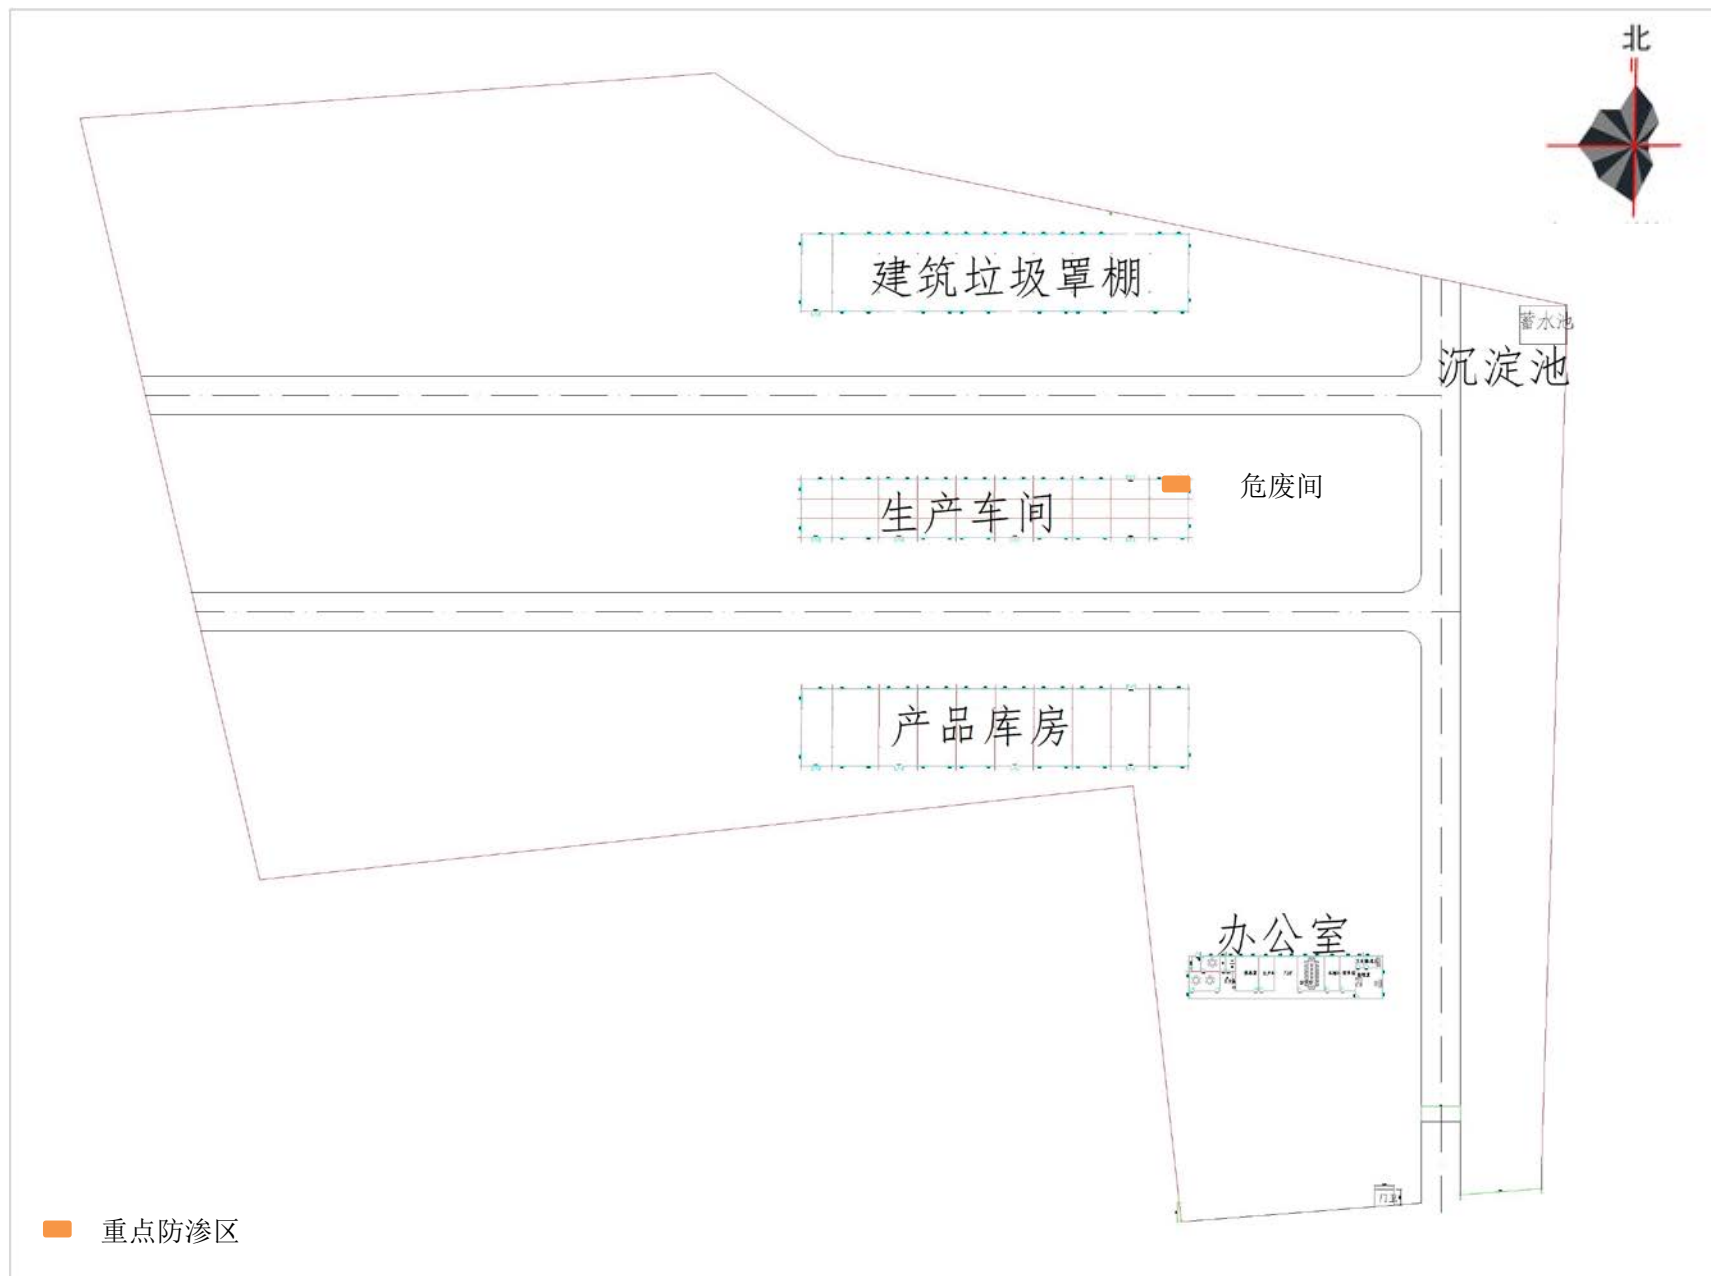 北
建筑垃圾罩棚
蓄水池
沉淀池
危废间
生产车间
产品库房
办公室
门卫
重点防渗区